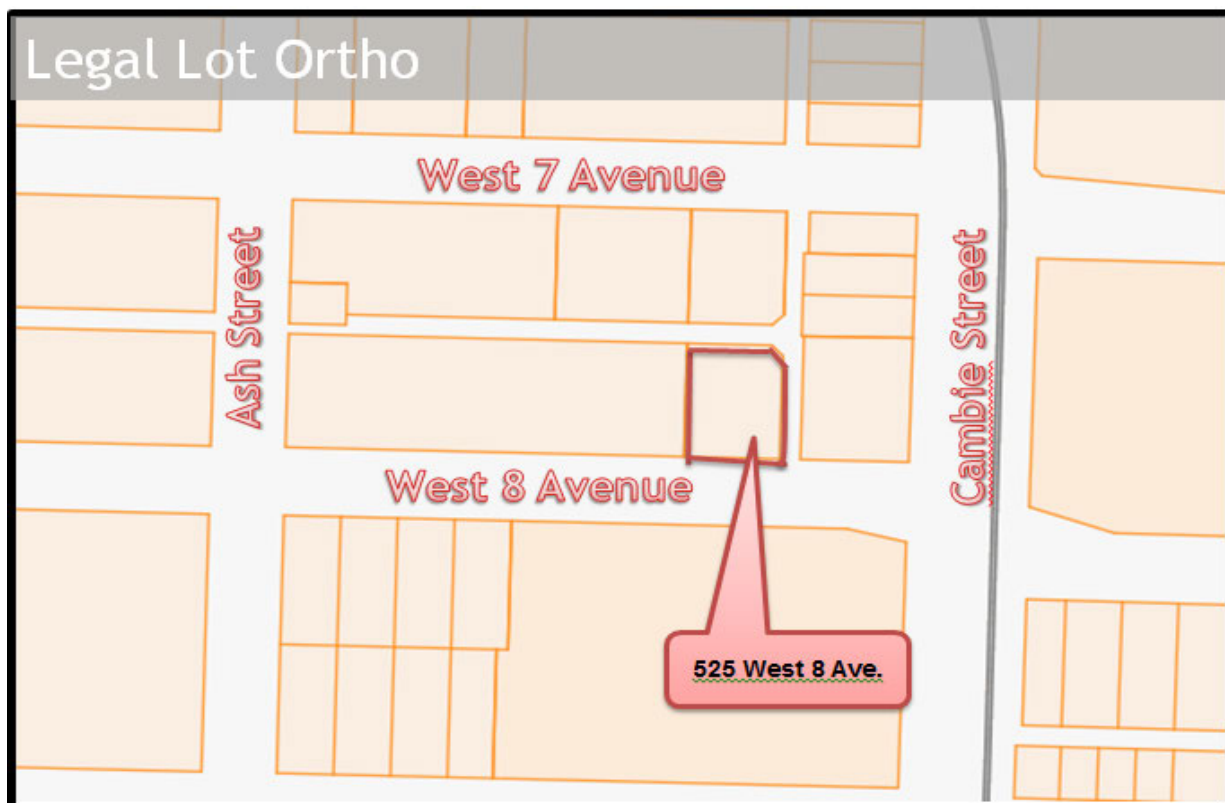 Legal Lot Ortho
West 7 Avenue
Ash Street
Cambie Street
West 8 Avenue
525 West 8 Ave.